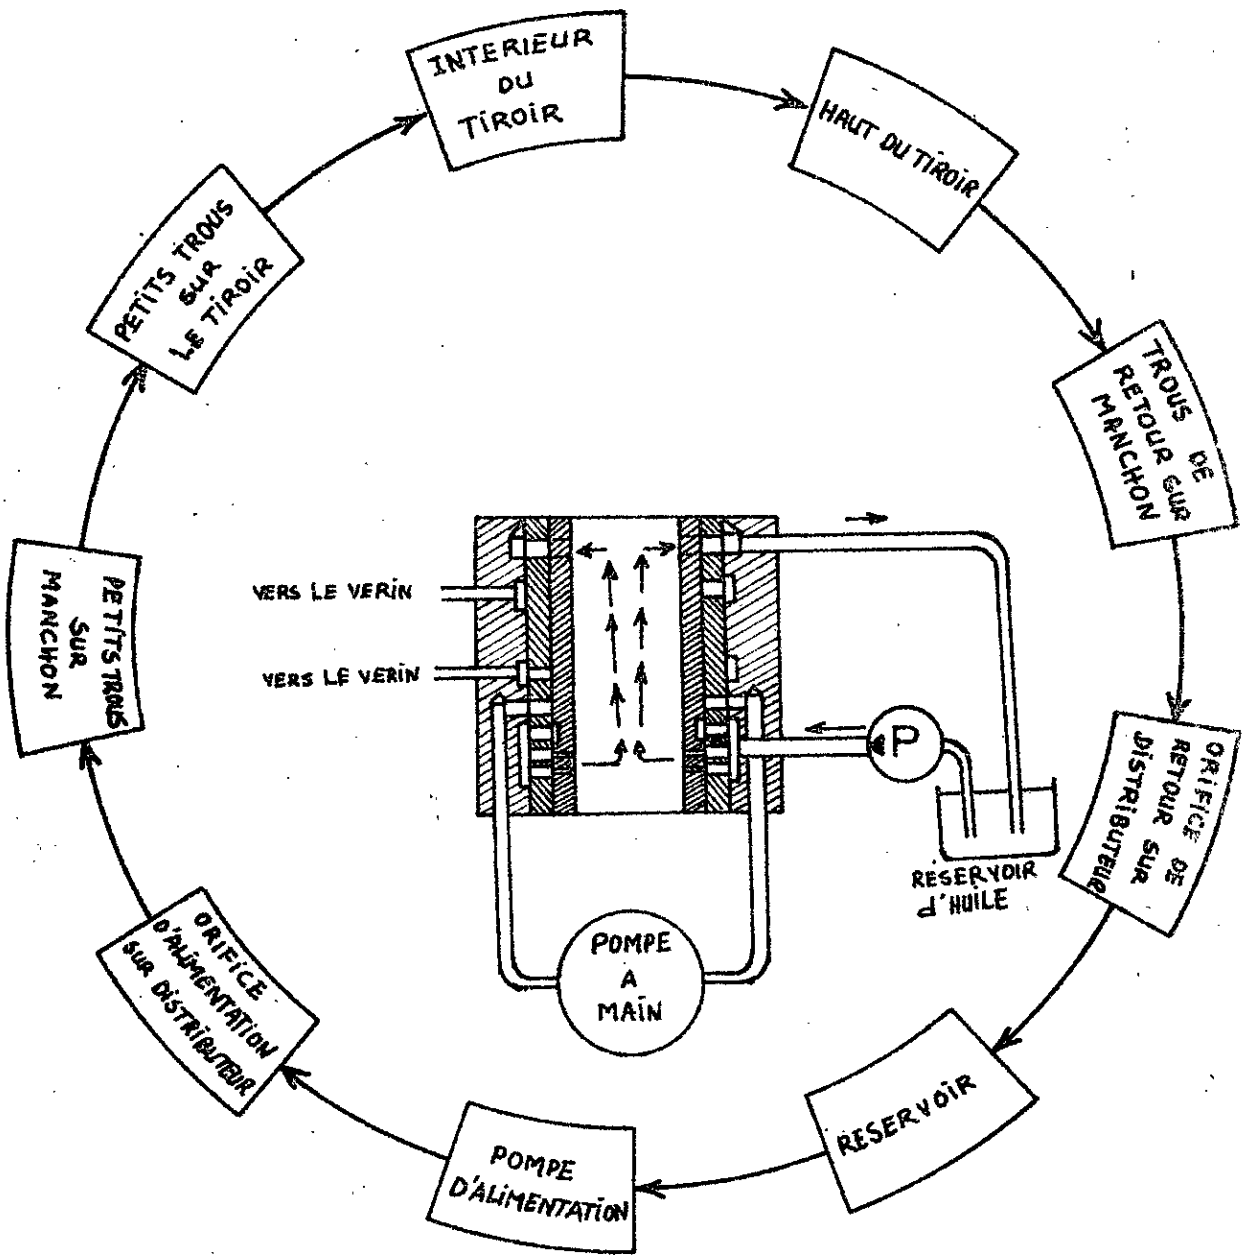 INTERIEUR
DU
TIROIR
HAUT DU TIROIR
TROUS DE
RETOUR SUR
MANCHON
ORIFICE DE
RETOUR SUR
DISTRIBUTEUR
RESERVOIR
POMPE
D'ALIMENTATION
ORIFICE
D'ALIMENTATION
SUR DISTRIBUTEUR
PETITS TROUS
SUR
MANCHON
PETITS TROUS
SUR
LE TIROIR
VERS LE VERIN
VERS LE VERIN
P
RÉSERVOIR
d'HUILE
POMPE
A
MAIN